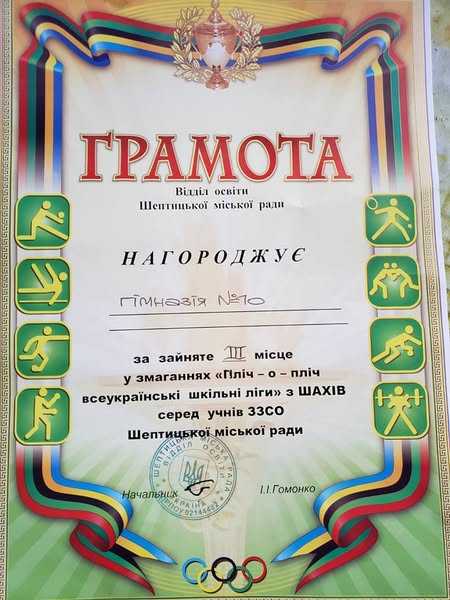 ГРАМОТА
Відділ освіти
Шептицької міської ради
НАГОРОДЖУЄ
Гімназія №10
за зайняте III місце
у змаганнях «Пліч – о – пліч
всеукраїнські шкільні ліги» з ШАХІВ
серед учнів ЗЗСО
Шептицької міської ради
Начальник І.І.Гомонко